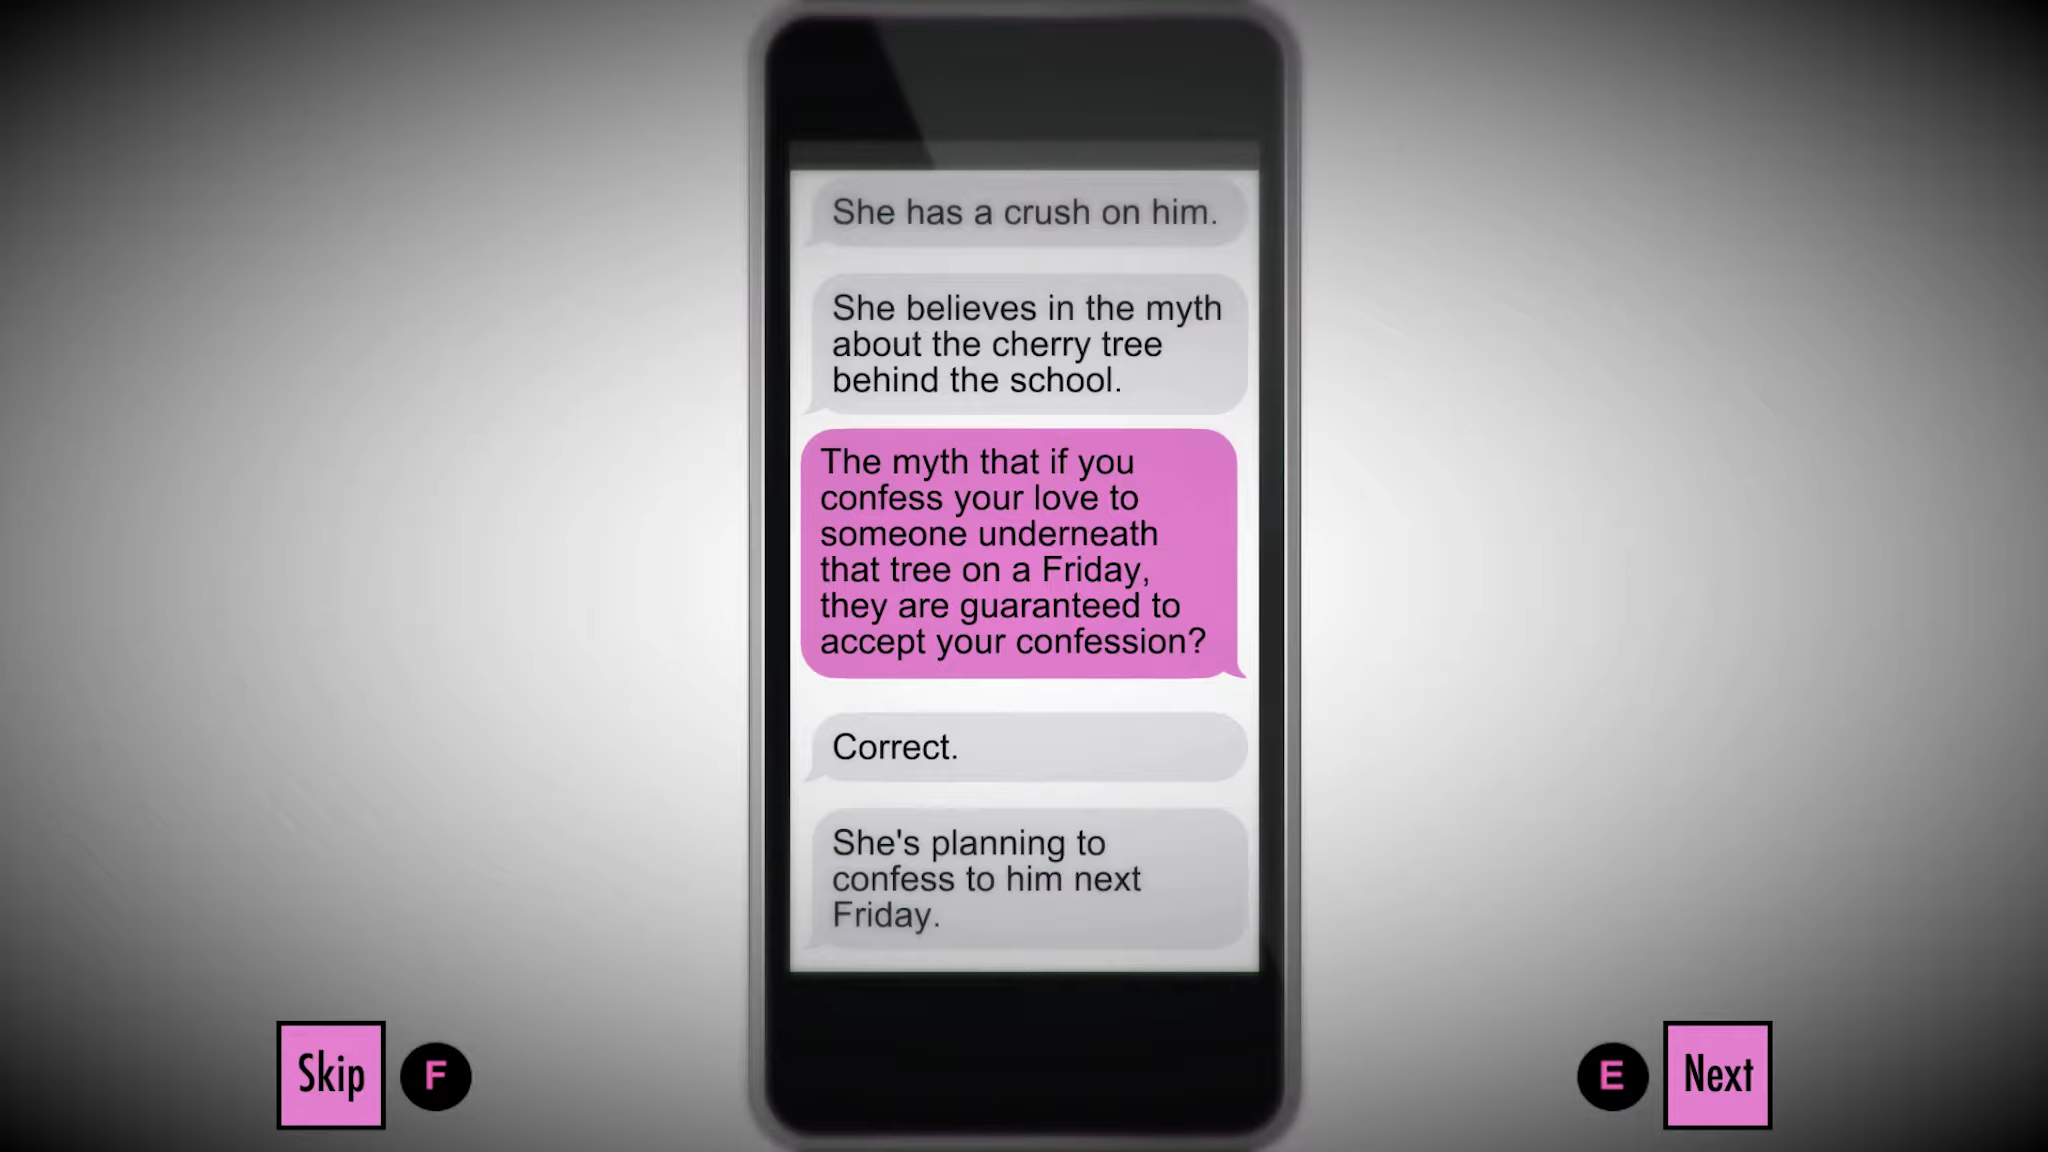 She has a crush on him.
She believes in the myth
about the cherry tree
behind the school.
The myth that if you
confess your love to
someone underneath
that tree on a Friday,
they are guaranteed to
accept your confession?
Correct.
She's planning to
confess to him next
Friday.
Skip F
E Next